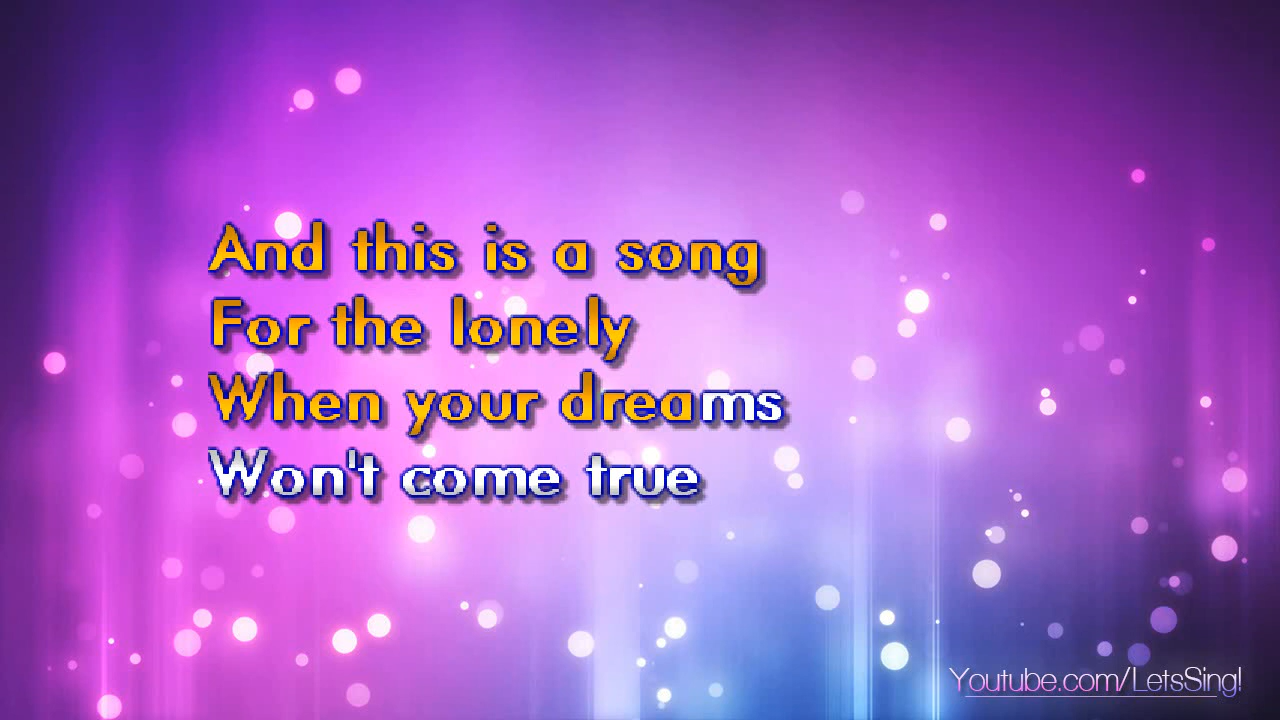 And this is a song
For the lonely
When your dreams
Won't come true
Youtube.com/LetsSing!